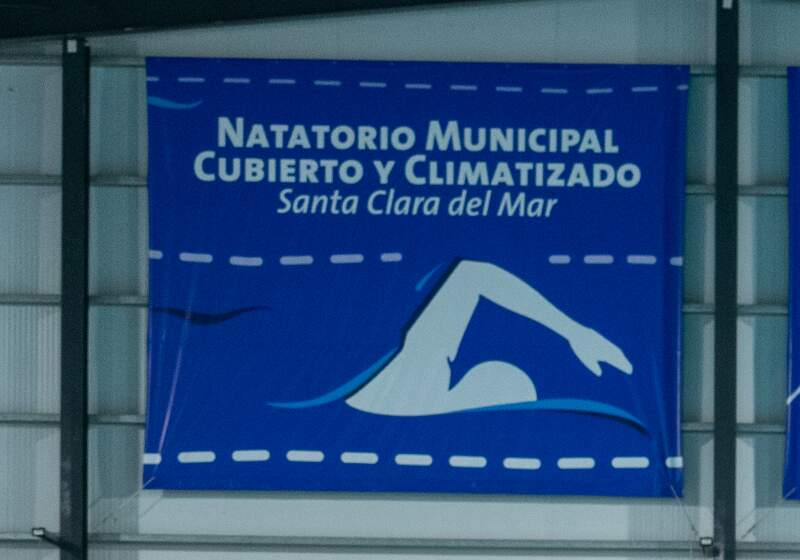 NATATORIO MUNICIPAL
CUBIERTO Y CLIMATIZADO
Santa Clara del Mar